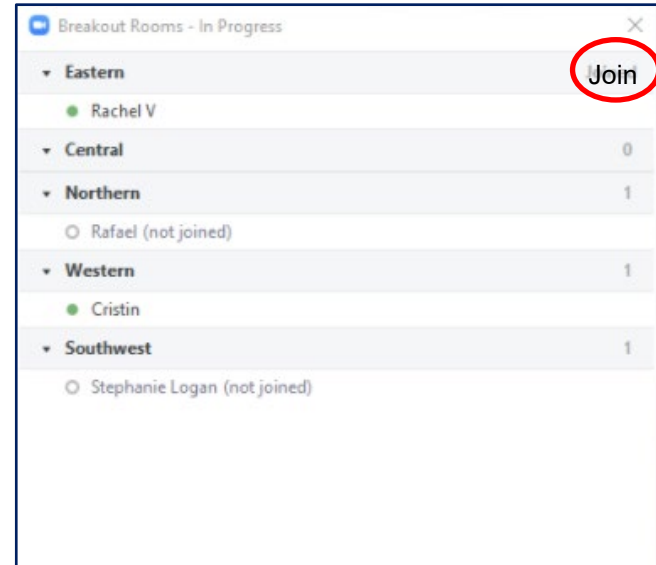 Breakout Rooms - In Progress
Eastern Join
Rachel V
Central 0
Northern 1
Rafael (not joined)
Western 1
Cristin
Southwest 1
Stephanie Logan (not joined)